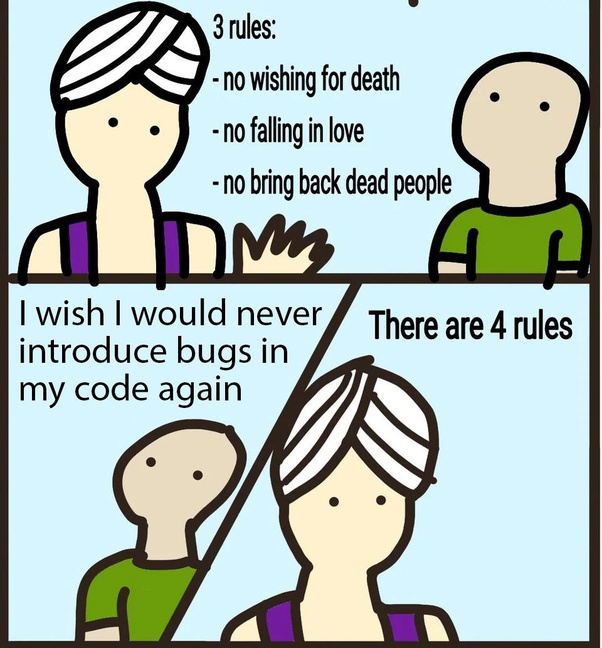 3 rules:
- no wishing for death
- no falling in love
- no bring back dead people
I wish I would never
introduce bugs in
my code again
There are 4 rules